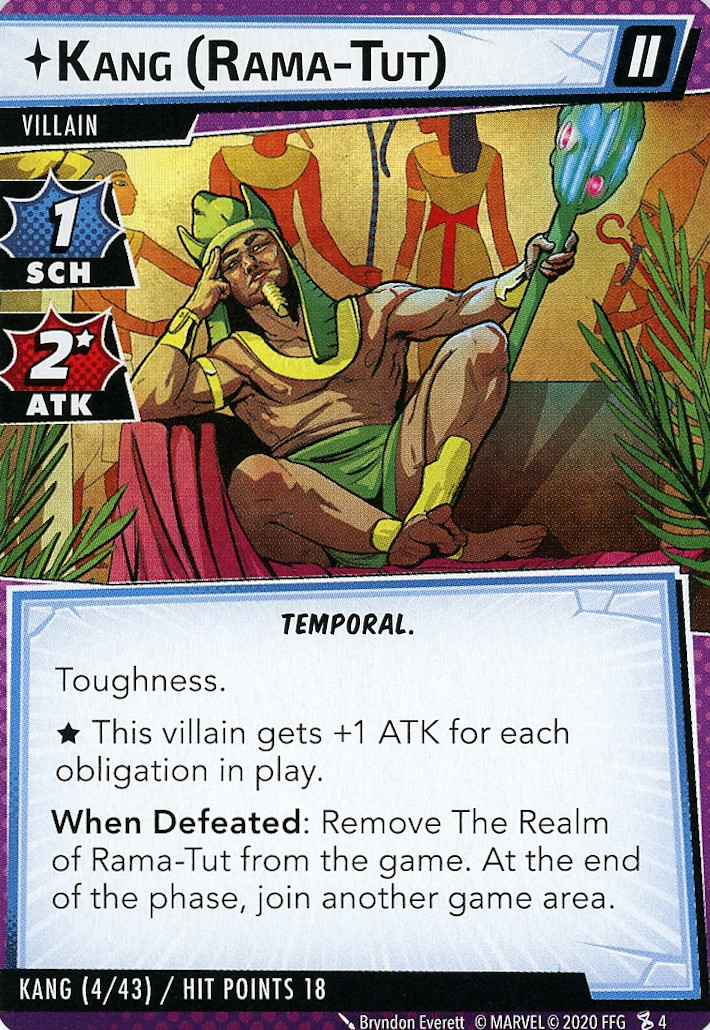 Kang (Rama-Tut)
II
VILLAIN
1
SCH
2★
ATK
TEMPORAL.
Toughness.
★ This villain gets +1 ATK for each
obligation in play.
When Defeated: Remove The Realm
of Rama-Tut from the game. At the end
of the phase, join another game area.
KANG (4/43) / HIT POINTS 18
Bryndon Everett © MARVEL © 2020 FFG 4